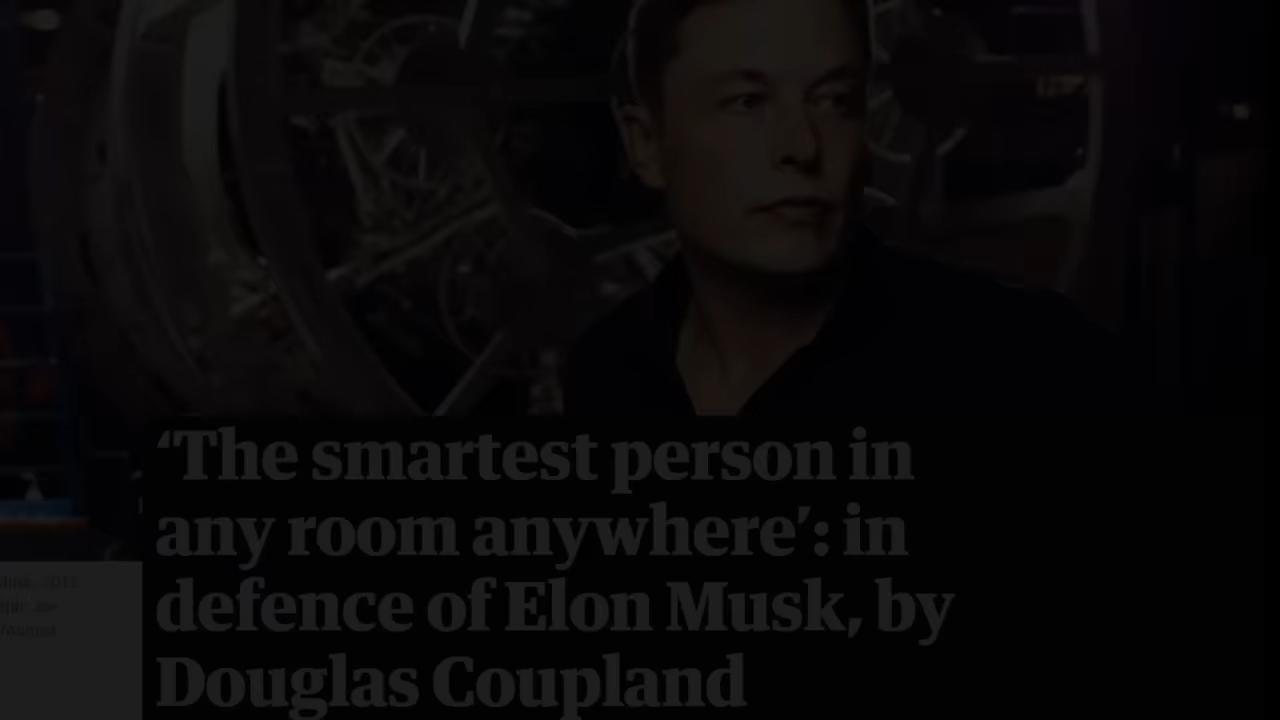 ‘The smartest person in
any room anywhere’: in
defence of Elon Musk, by
Douglas Coupland